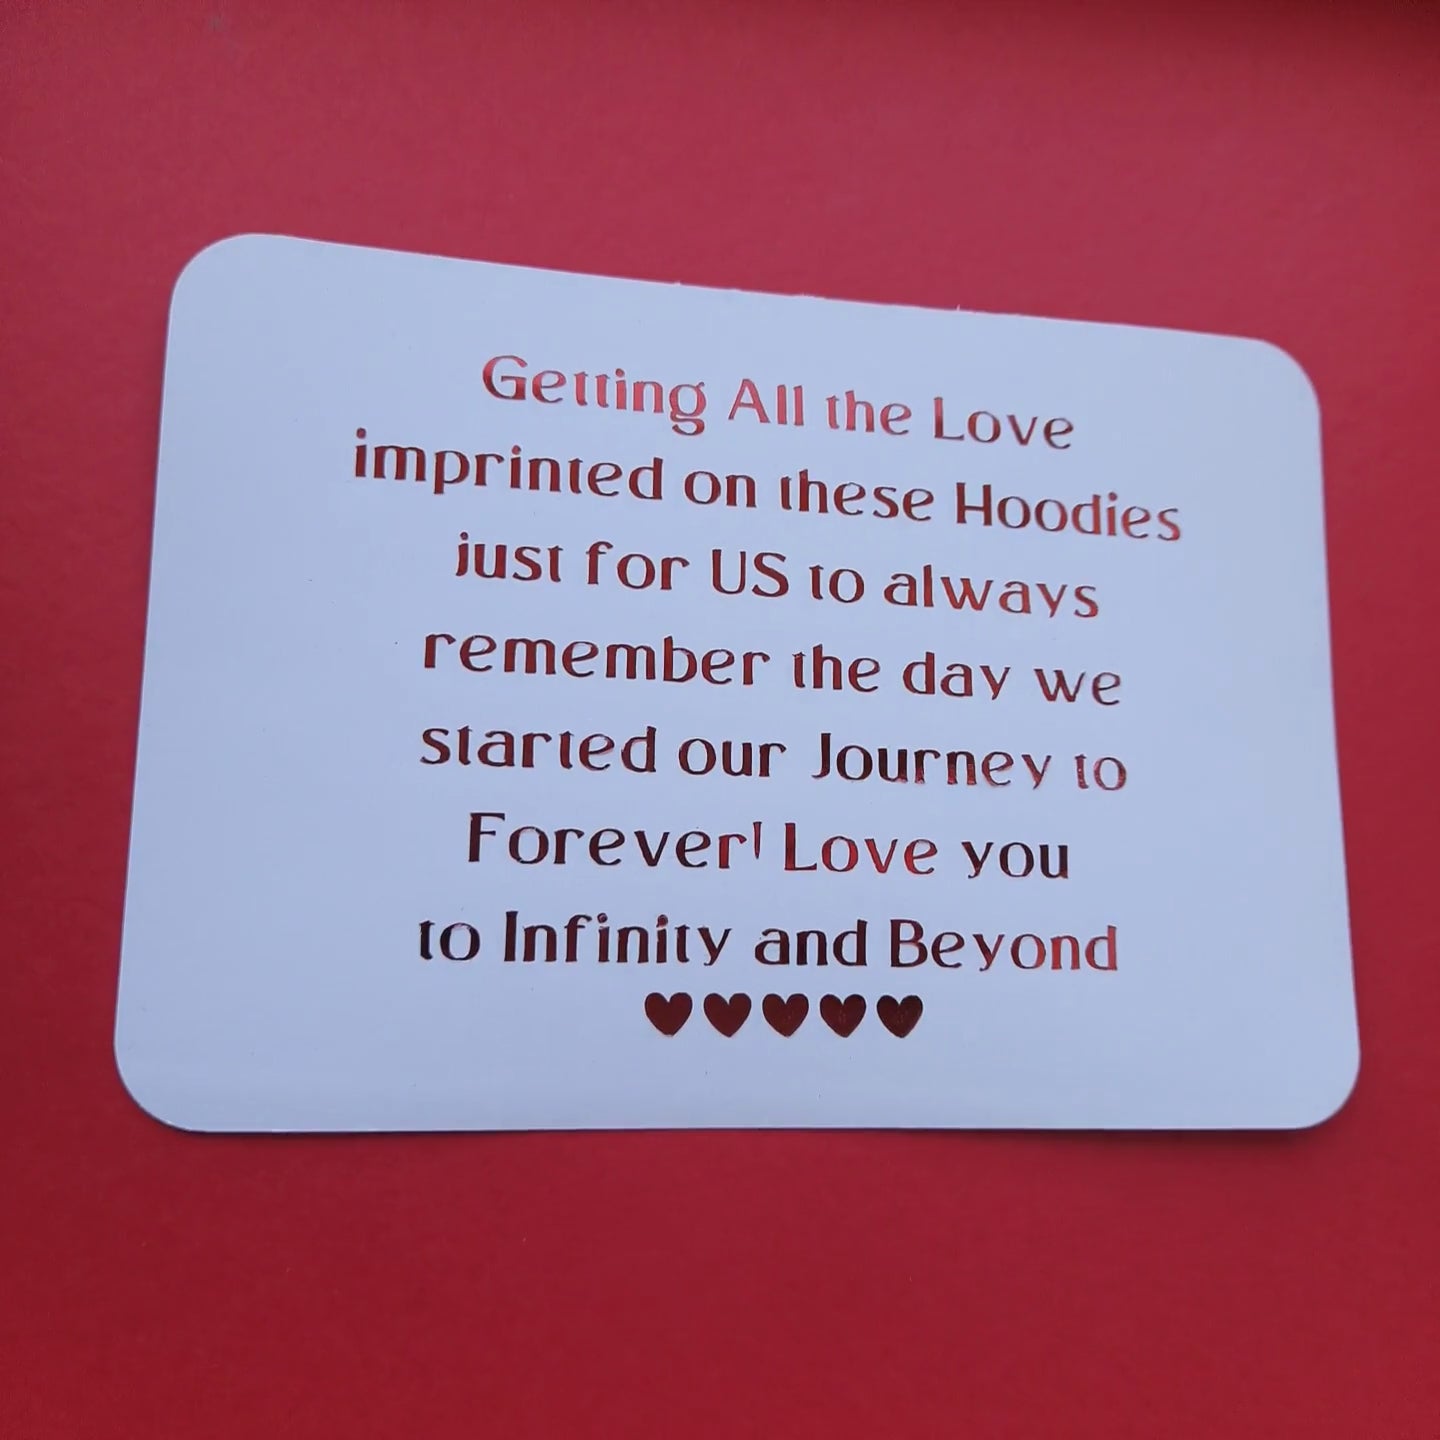 Getting All the Love
imprinted on these Hoodies
just for US to always
remember the day we
started our Journey to
Forever! Love you
to Infinity and Beyond
♥♥♥♥♥